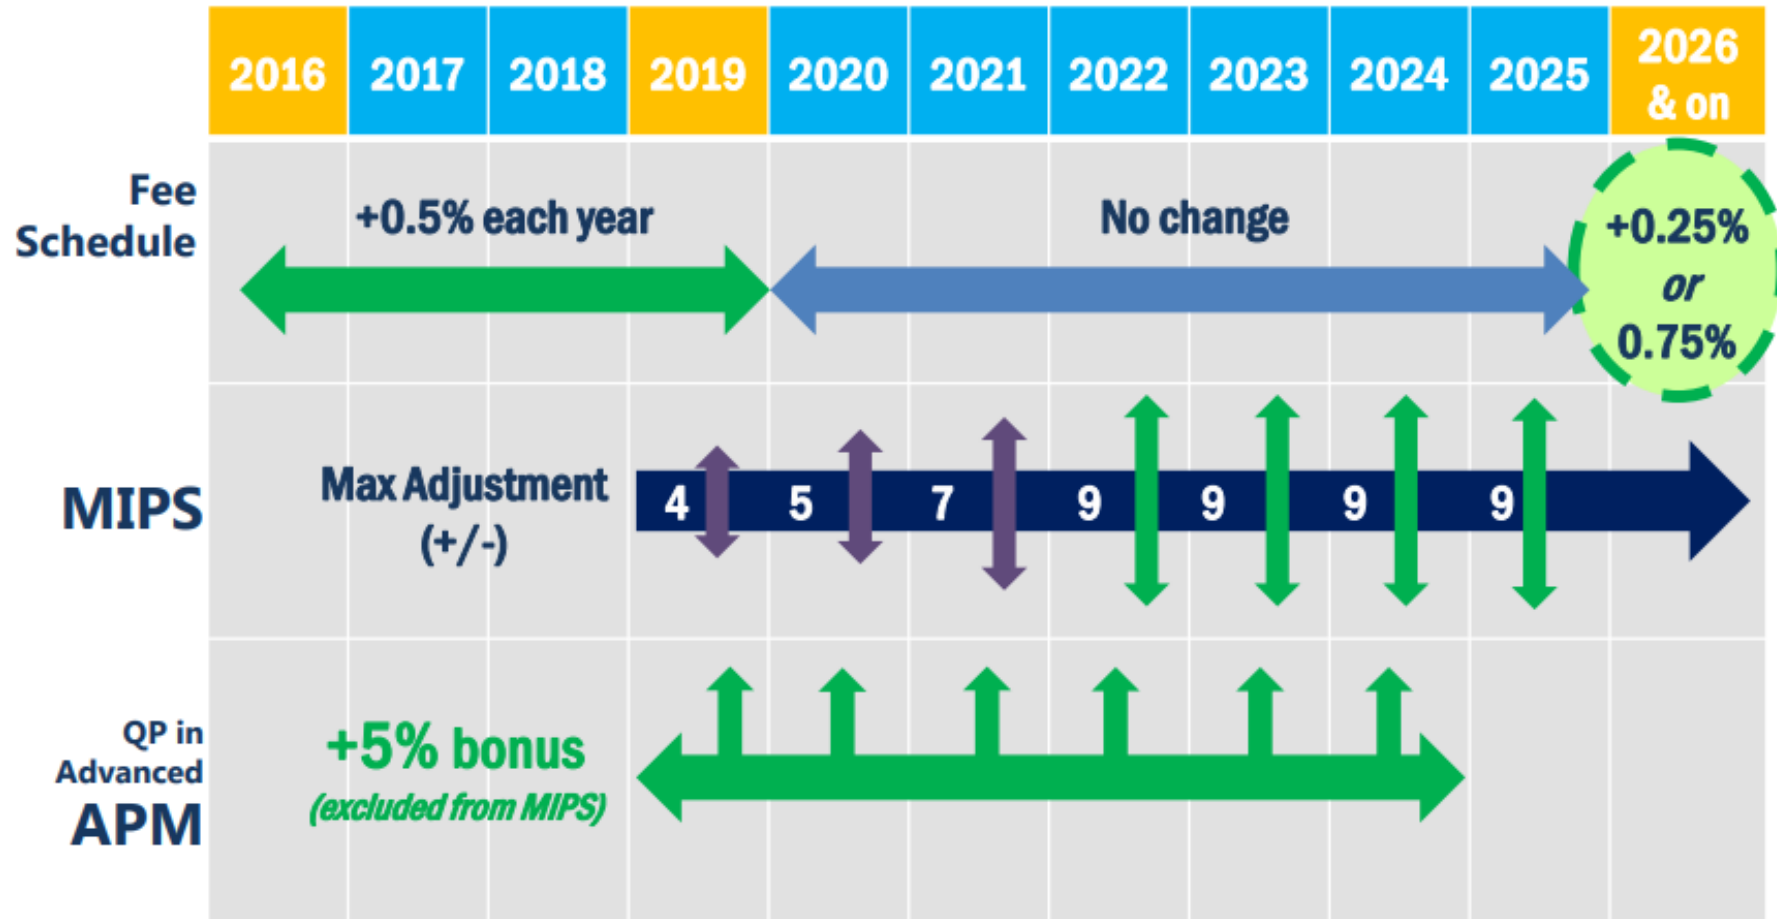 2016 2017 2018 2019 2020 2021 2022 2023 2024 2025 2026
& on
Fee
Schedule
+0.5% each year
No change
+0.25%
or
0.75%
MIPS
Max Adjustment
(+/-)
4 5 7 9 9 9 9
QP in
Advanced
APM
+5% bonus
(excluded from MIPS)